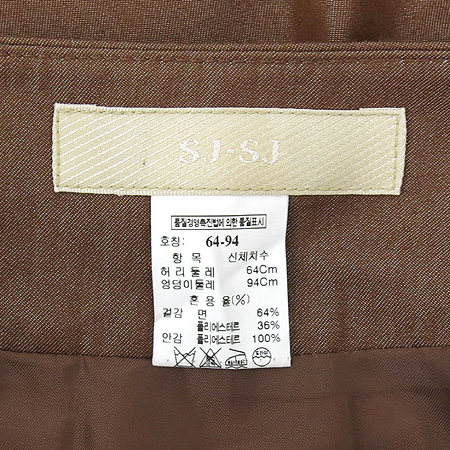 SJ-SJ
품질경영촉진법에 의한 품질표시
호칭: 64-94
항 목 신체치수
허리둘레 64Cm
엉덩이둘레 94Cm
혼용율(%)
겉감 면 64%
폴리에스테르 36%
안감 폴리에스테르 100%